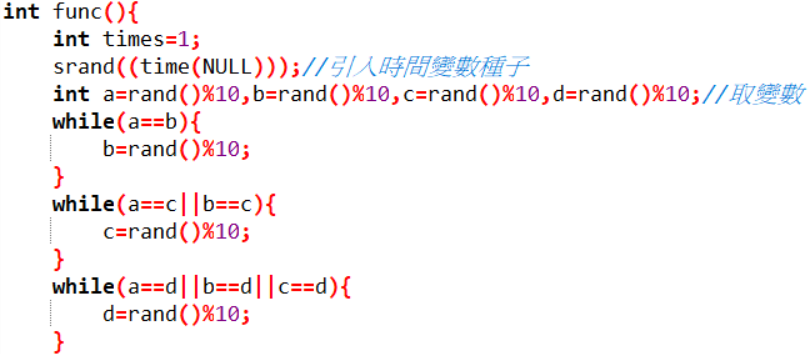 int func(){
    int times=1;
    srand((time(NULL)));//引入時間變數種子
    int a=rand()%10,b=rand()%10,c=rand()%10,d=rand()%10;//取變數
    while(a==b){
        b=rand()%10;
    }
    while(a==c||b==c){
        c=rand()%10;
    }
    while(a==d||b==d||c==d){
        d=rand()%10;
    }